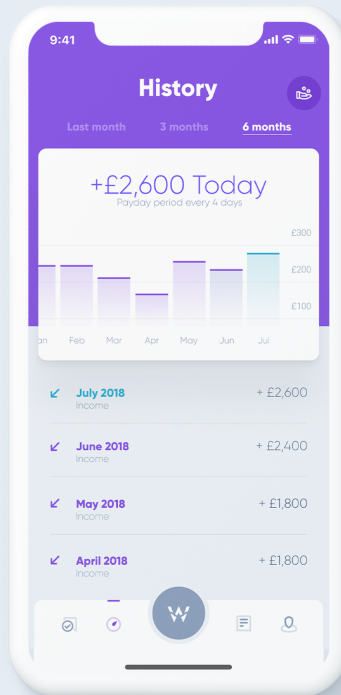 9:41
History
Last month 3 months 6 months
+£2,600 Today
Payday period every 4 days
£300
£200
£100
an Feb Mar Apr May Jun Jul
July 2018 + £2,600
Income
June 2018 + £2,400
Income
May 2018 + £1,800
Income
April 2018 + £1,800
Income